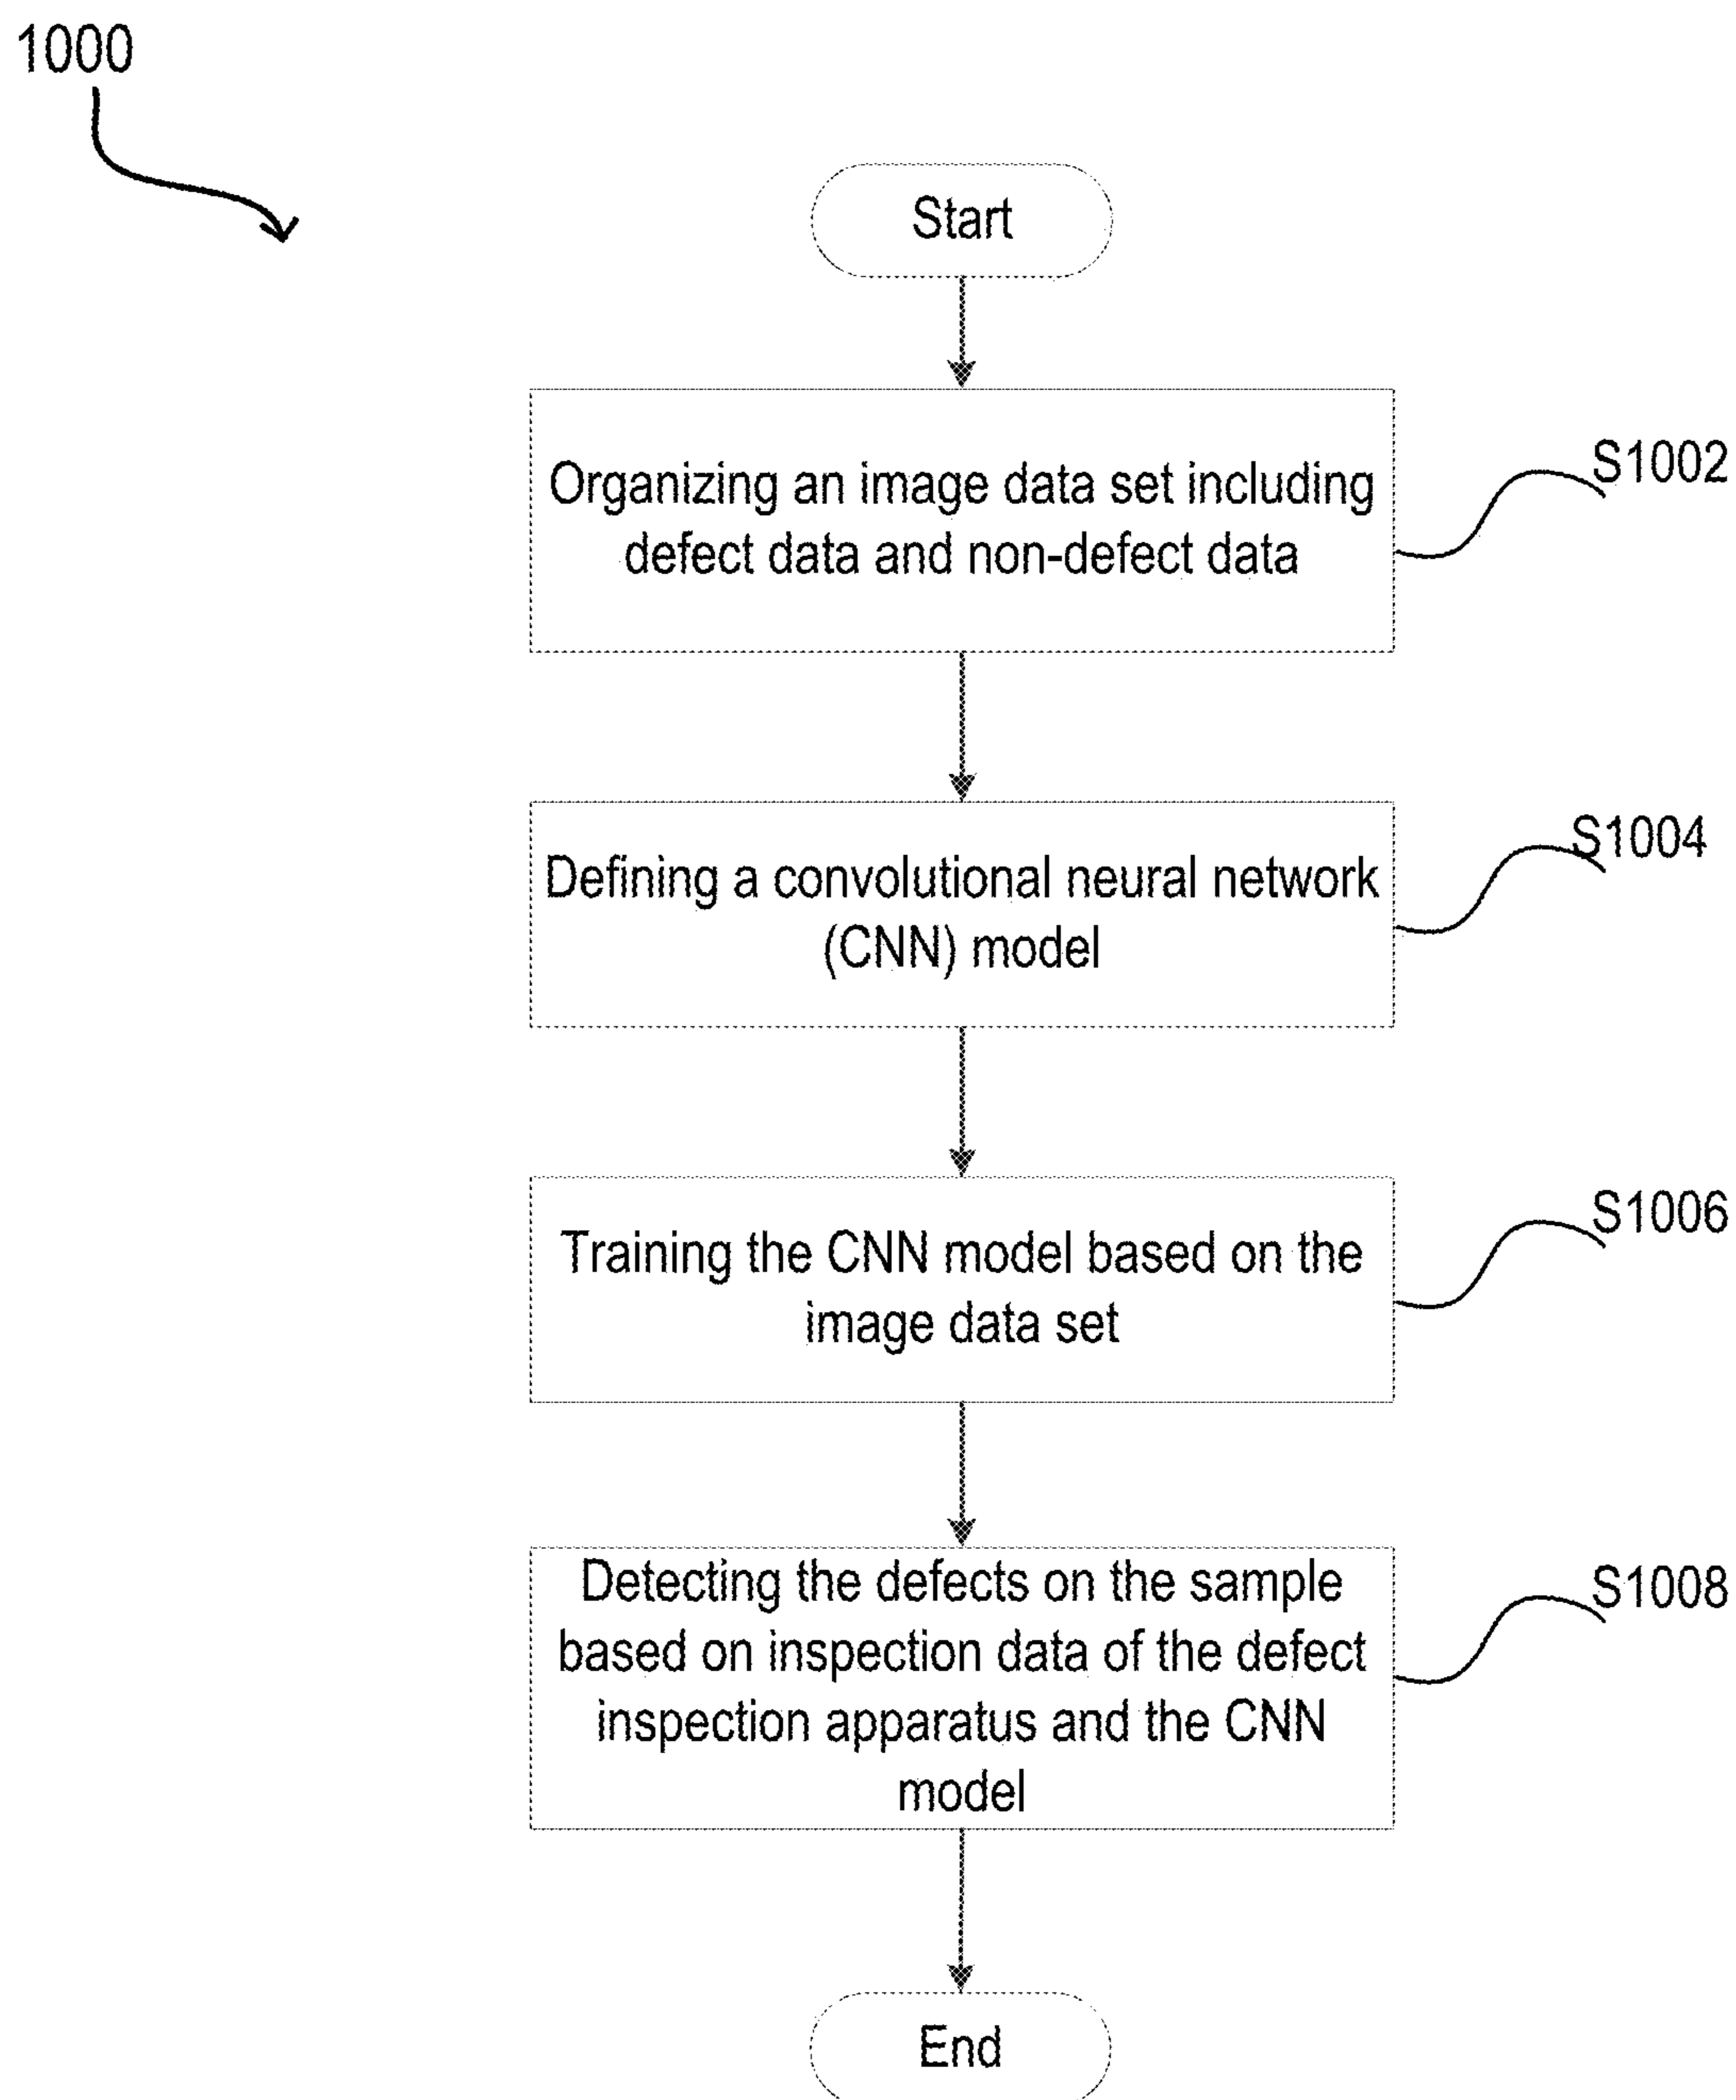 1000
Start
Organizing an image data set including
defect data and non-defect data
S1002
Defining a convolutional neural network
(CNN) model
S1004
Training the CNN model based on the
image data set
S1006
Detecting the defects on the sample
based on inspection data of the defect
inspection apparatus and the CNN
model
S1008
End